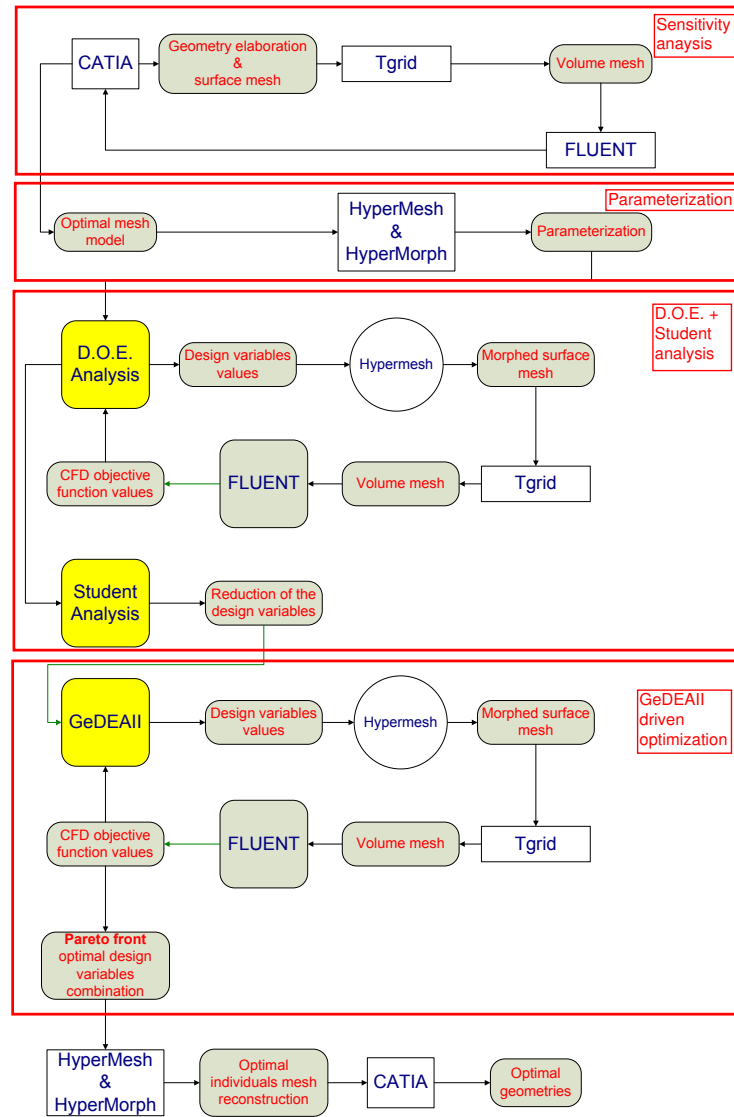 Sensitivity
anaysis
CATIA
Geometry elaboration
&
surface mesh
Tgrid
Volume mesh
FLUENT
Parameterization
Optimal mesh
model
HyperMesh
&
HyperMorph
Parameterization
D.O.E. +
Student
analysis
D.O.E.
Analysis
Design variables
values
Hypermesh
Morphed surface
mesh
CFD objective
function values
FLUENT
Volume mesh
Tgrid
Student
Analysis
Reduction of the
design variables
GeDEAII
driven
optimization
GeDEAII
Design variables
values
Hypermesh
Morphed surface
mesh
CFD objective
function values
FLUENT
Volume mesh
Tgrid
Pareto front
optimal design
variables
combination
HyperMesh
&
HyperMorph
Optimal
individuals mesh
reconstruction
CATIA
Optimal
geometries